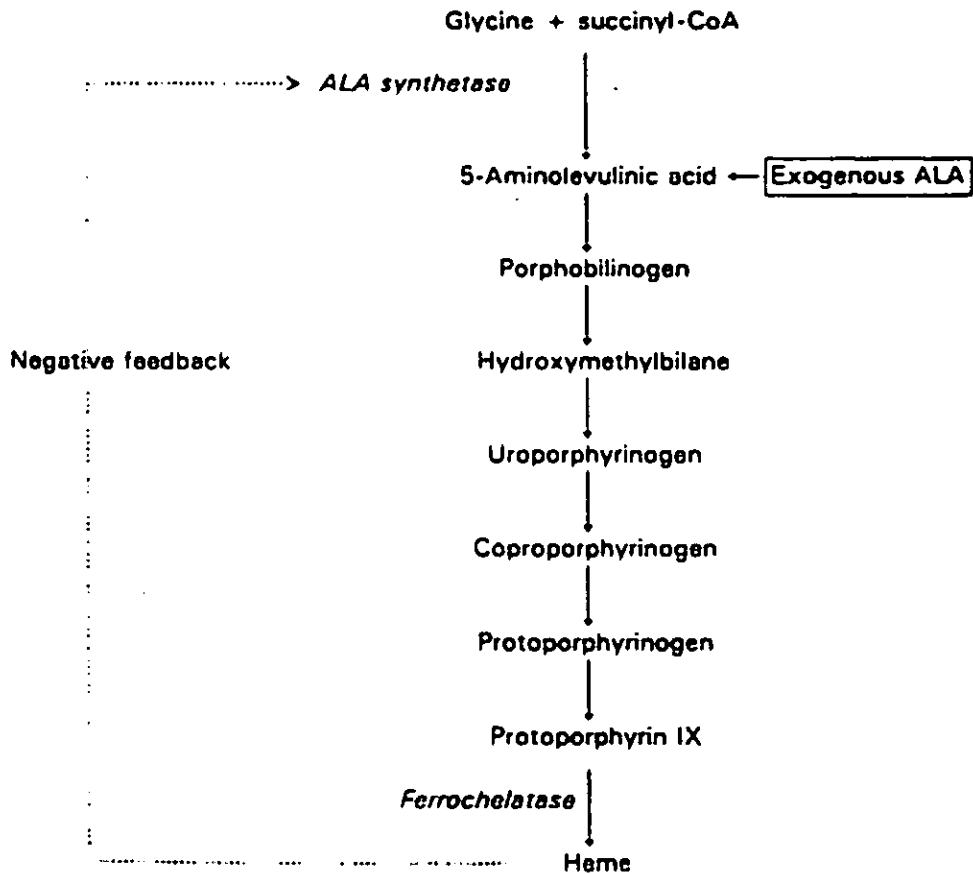 Glycine + succinyl-CoA
ALA synthetase
5-Aminolevulinic acid
Exogenous ALA
Porphobilinogen
Negative feedback
Hydroxymethylbilane
Uroporphyrinogen
Coproporphyrinogen
Protoporphyrinogen
Protoporphyrin IX
Ferrochelatase
Heme